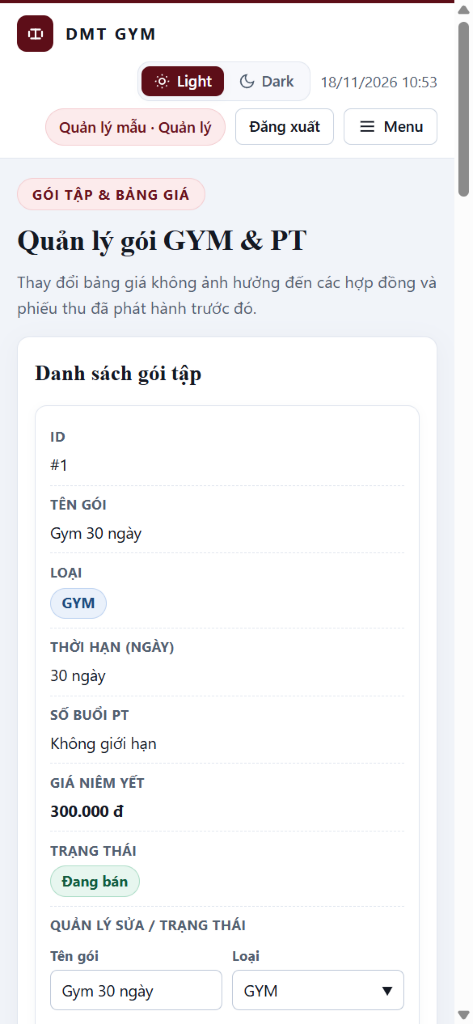 DMT GYM
Light Dark 18/11/2026 10:53
Quản lý mẫu · Quản lý Đăng xuất Menu
GÓI TẬP & BẢNG GIÁ
Quản lý gói GYM & PT
Thay đổi bảng giá không ảnh hưởng đến các hợp đồng và
phiếu thu đã phát hành trước đó.
Danh sách gói tập
ID
#1
TÊN GÓI
Gym 30 ngày
LOẠI
GYM
THỜI HẠN (NGÀY)
30 ngày
SỐ BUỔI PT
Không giới hạn
GIÁ NIÊM YẾT
300.000 đ
TRẠNG THÁI
Đang bán
QUẢN LÝ SỬA / TRẠNG THÁI
Tên gói Loại
Gym 30 ngày GYM